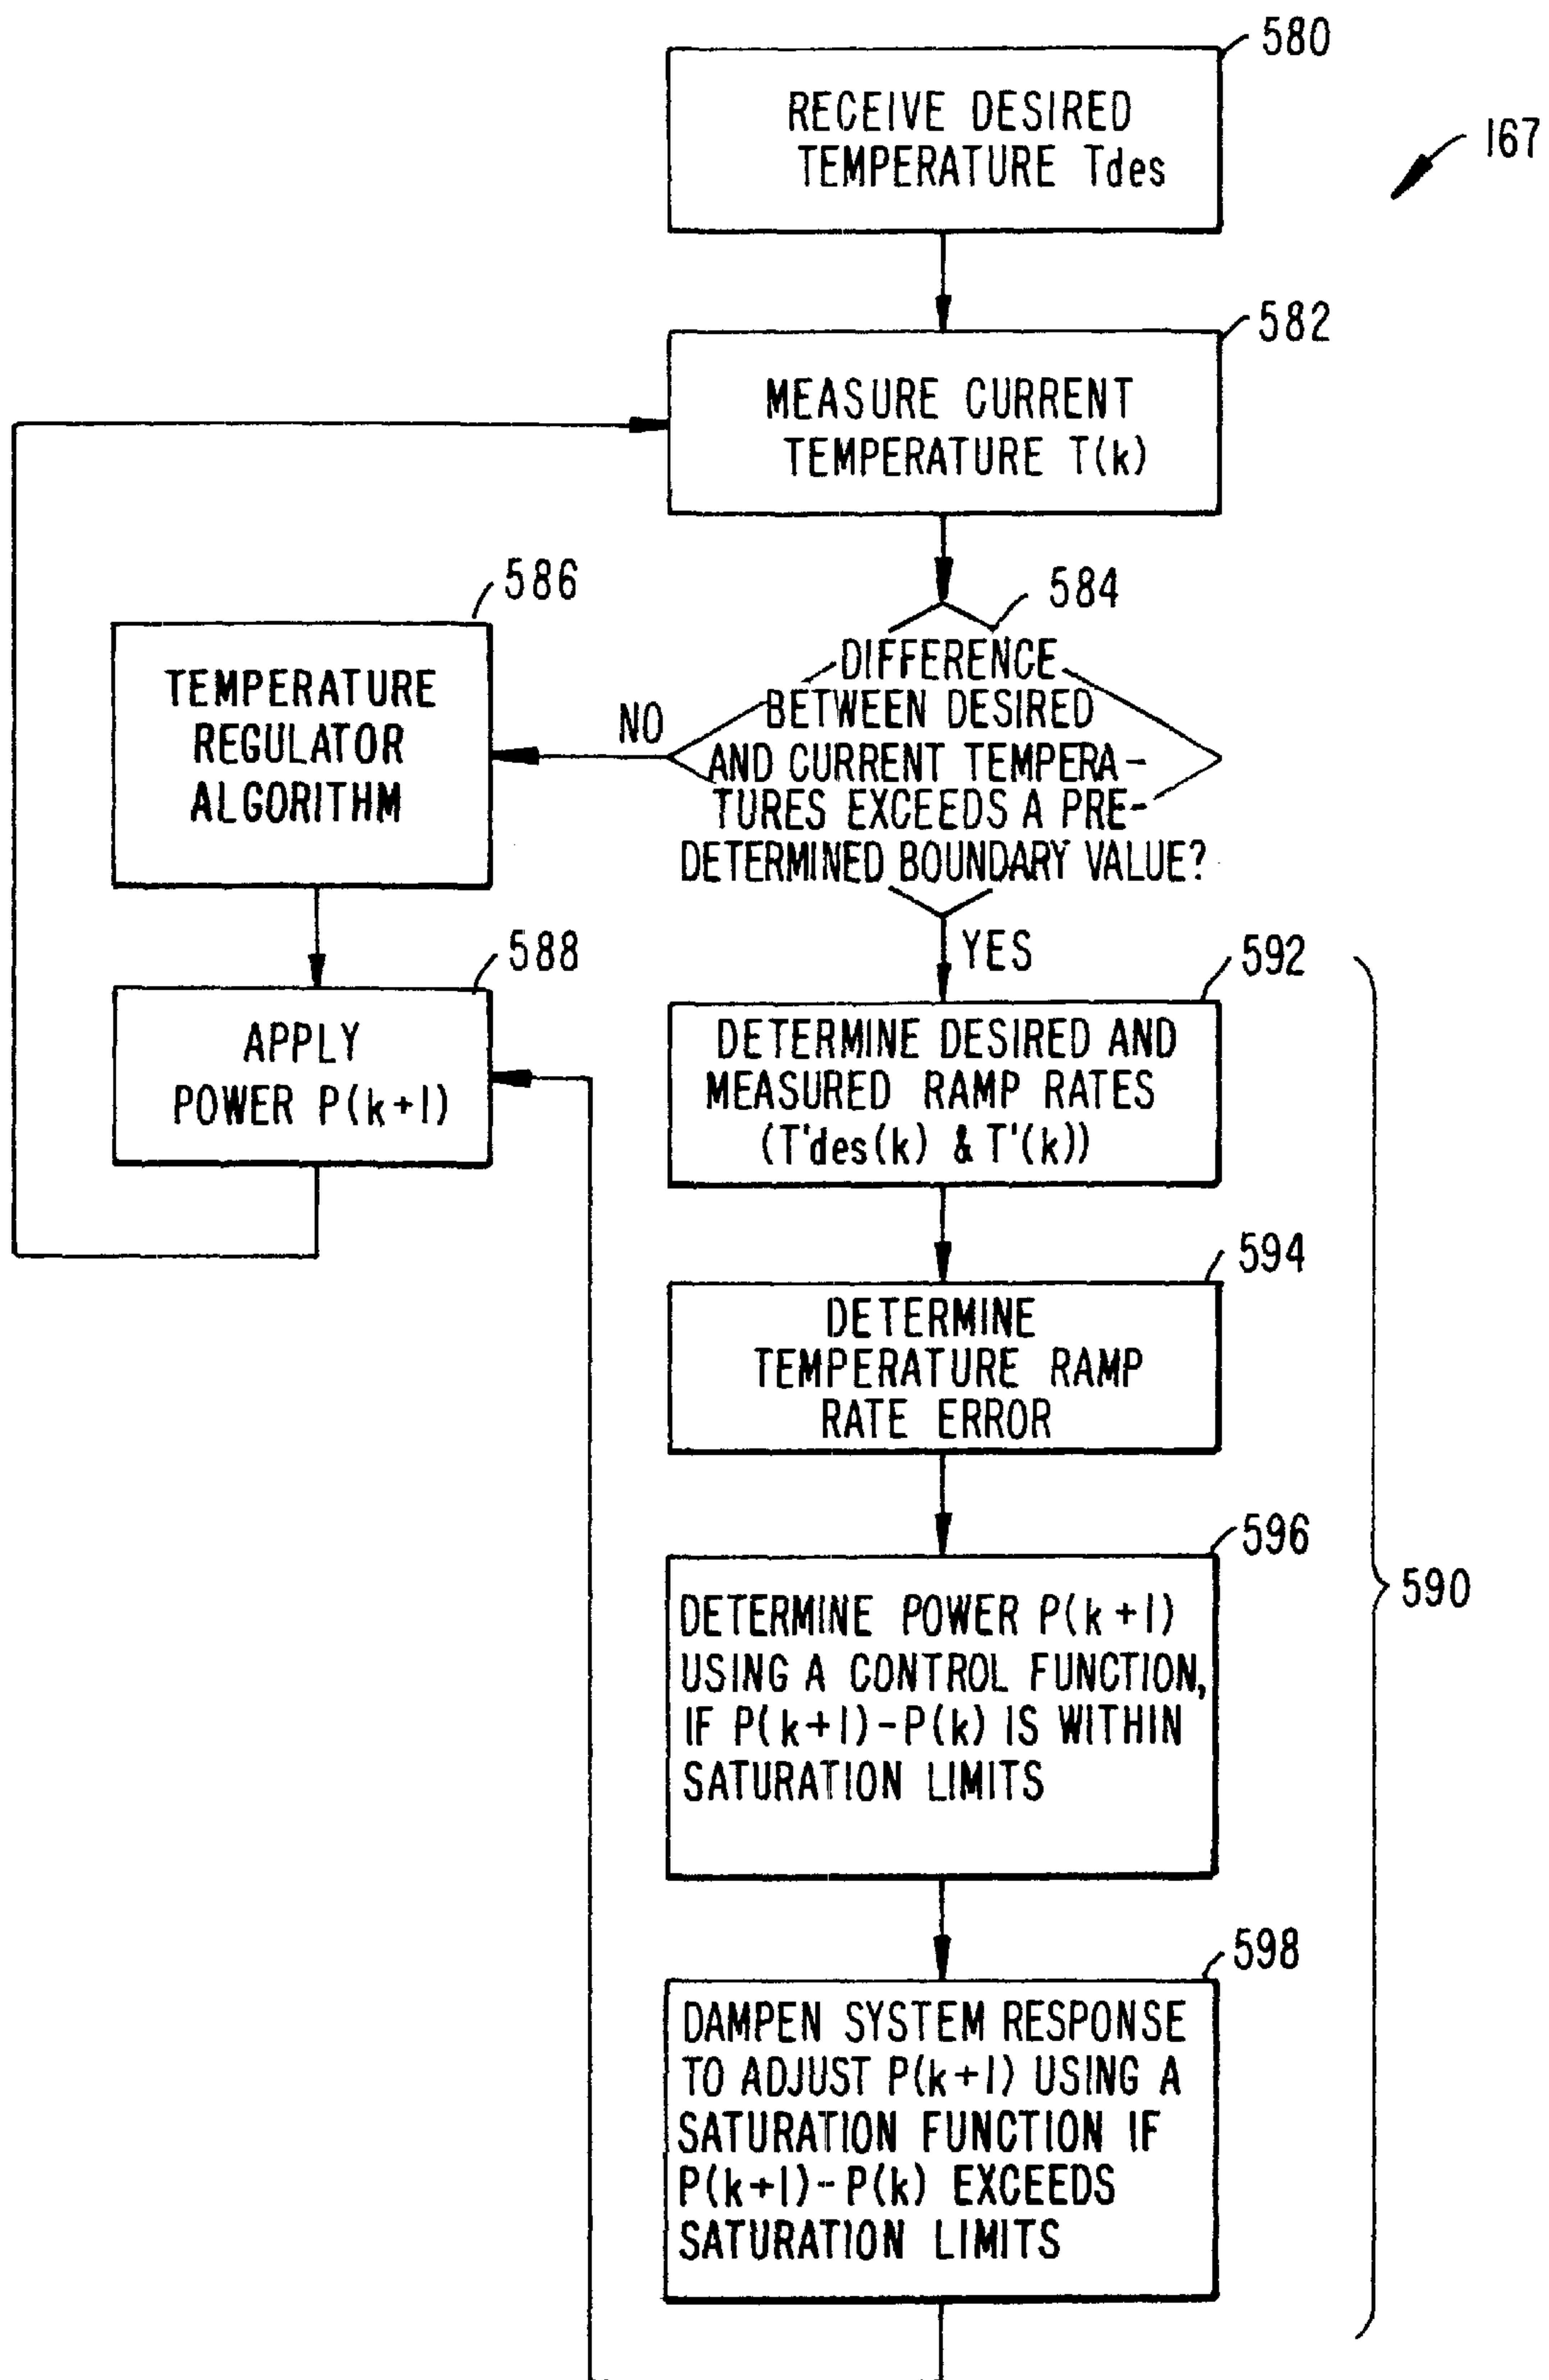 580
RECEIVE DESIRED
TEMPERATURE Tdes
167
582
MEASURE CURRENT
TEMPERATURE T(k)
584
DIFFERENCE
BETWEEN DESIRED
AND CURRENT TEMPERA-
TURES EXCEEDS A PRE-
DETERMINED BOUNDARY VALUE?
NO
YES
586
TEMPERATURE
REGULATOR
ALGORITHM
588
APPLY
POWER P(k+1)
592
DETERMINE DESIRED AND
MEASURED RAMP RATES
(T'des(k) & T'(k))
594
DETERMINE
TEMPERATURE RAMP
RATE ERROR
596
DETERMINE POWER P(k+1)
USING A CONTROL FUNCTION,
IF P(k+1)-P(k) IS WITHIN
SATURATION LIMITS
590
598
DAMPEN SYSTEM RESPONSE
TO ADJUST P(k+1) USING A
SATURATION FUNCTION IF
P(k+1)-P(k) EXCEEDS
SATURATION LIMITS